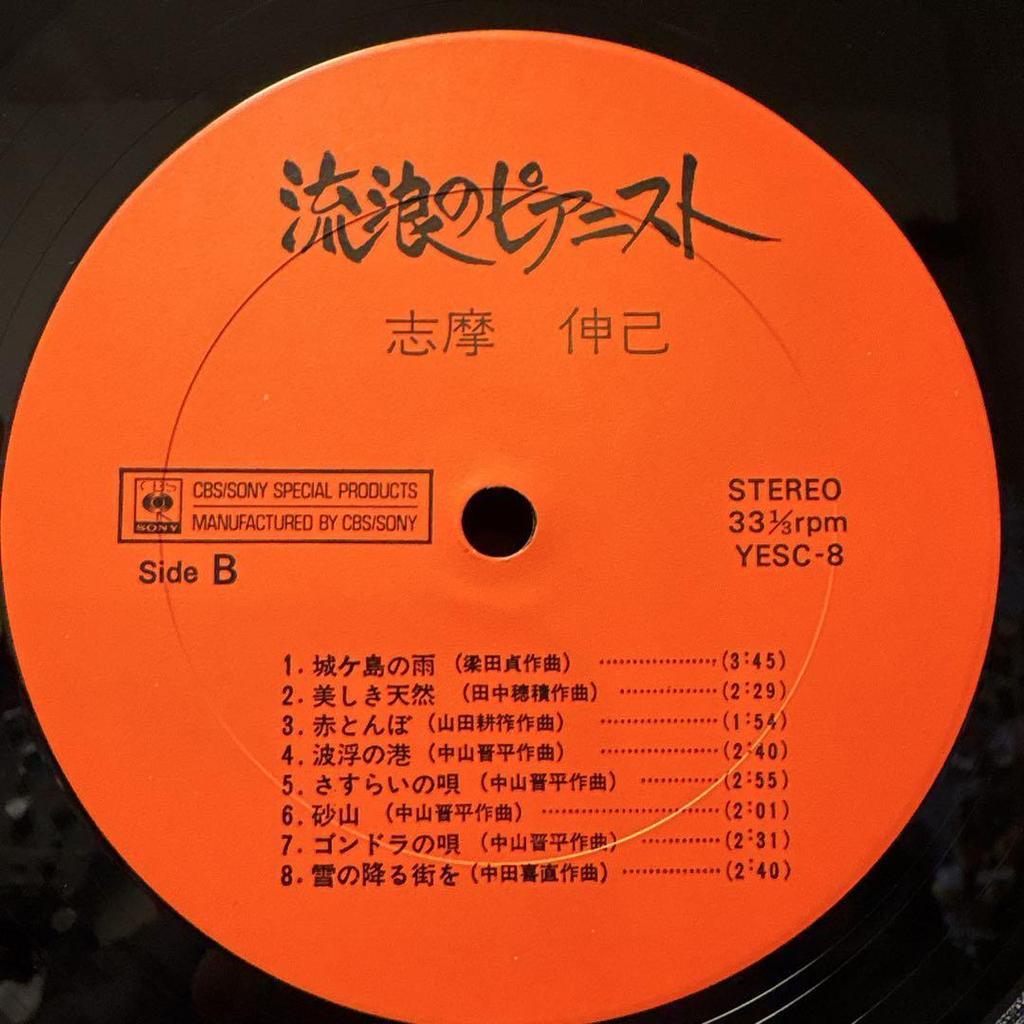 流浪のピアニスト
志摩 伸己
CBS
SONY
CBS/SONY SPECIAL PRODUCTS
MANUFACTURED BY CBS/SONY
Side B
STEREO
33⅓rpm
YESC-8
1. 城ケ島の雨 (梁田貞作曲) ………………(3:45)
2. 美しき天然 (田中穂積作曲) ……………(2:29)
3. 赤とんぼ (山田耕筰作曲) ………………(1:54)
4. 波浮の港 (中山晋平作曲) ………………(2:40)
5. さすらいの唄 (中山晋平作曲) …………(2:55)
6. 砂山 (中山晋平作曲) ……………………(2:01)
7. ゴンドラの唄 (中山晋平作曲) …………(2:31)
8. 雪の降る街を (中田喜直作曲) …………(2:40)